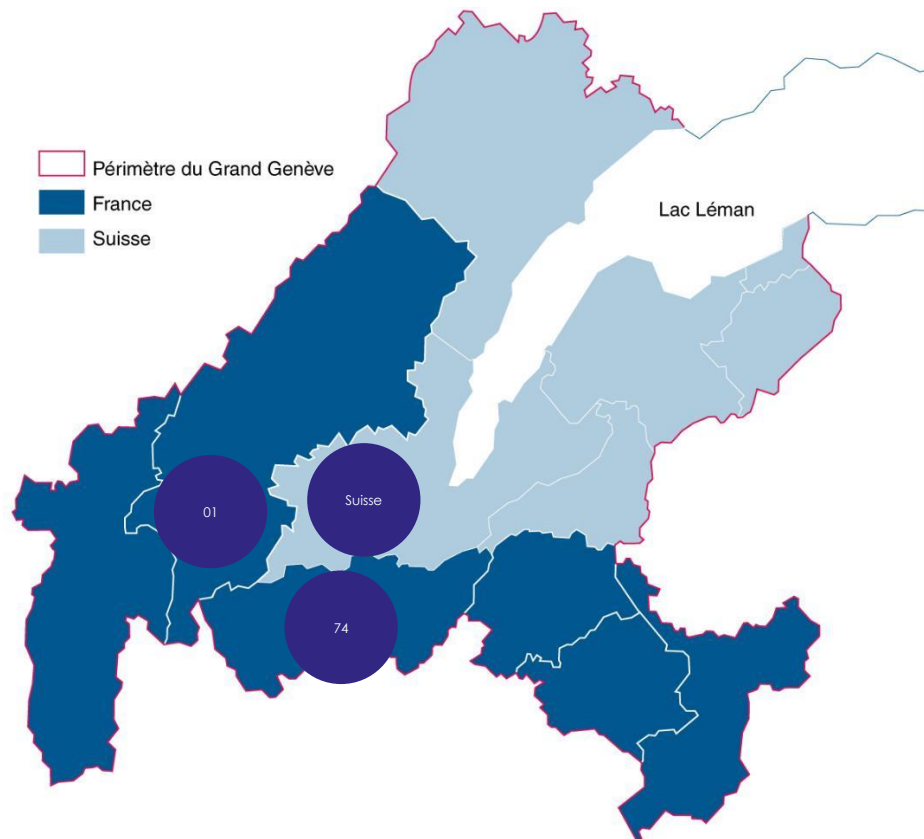 Périmètre du Grand Genève
France
Suisse
Lac Léman
01
Suisse
74